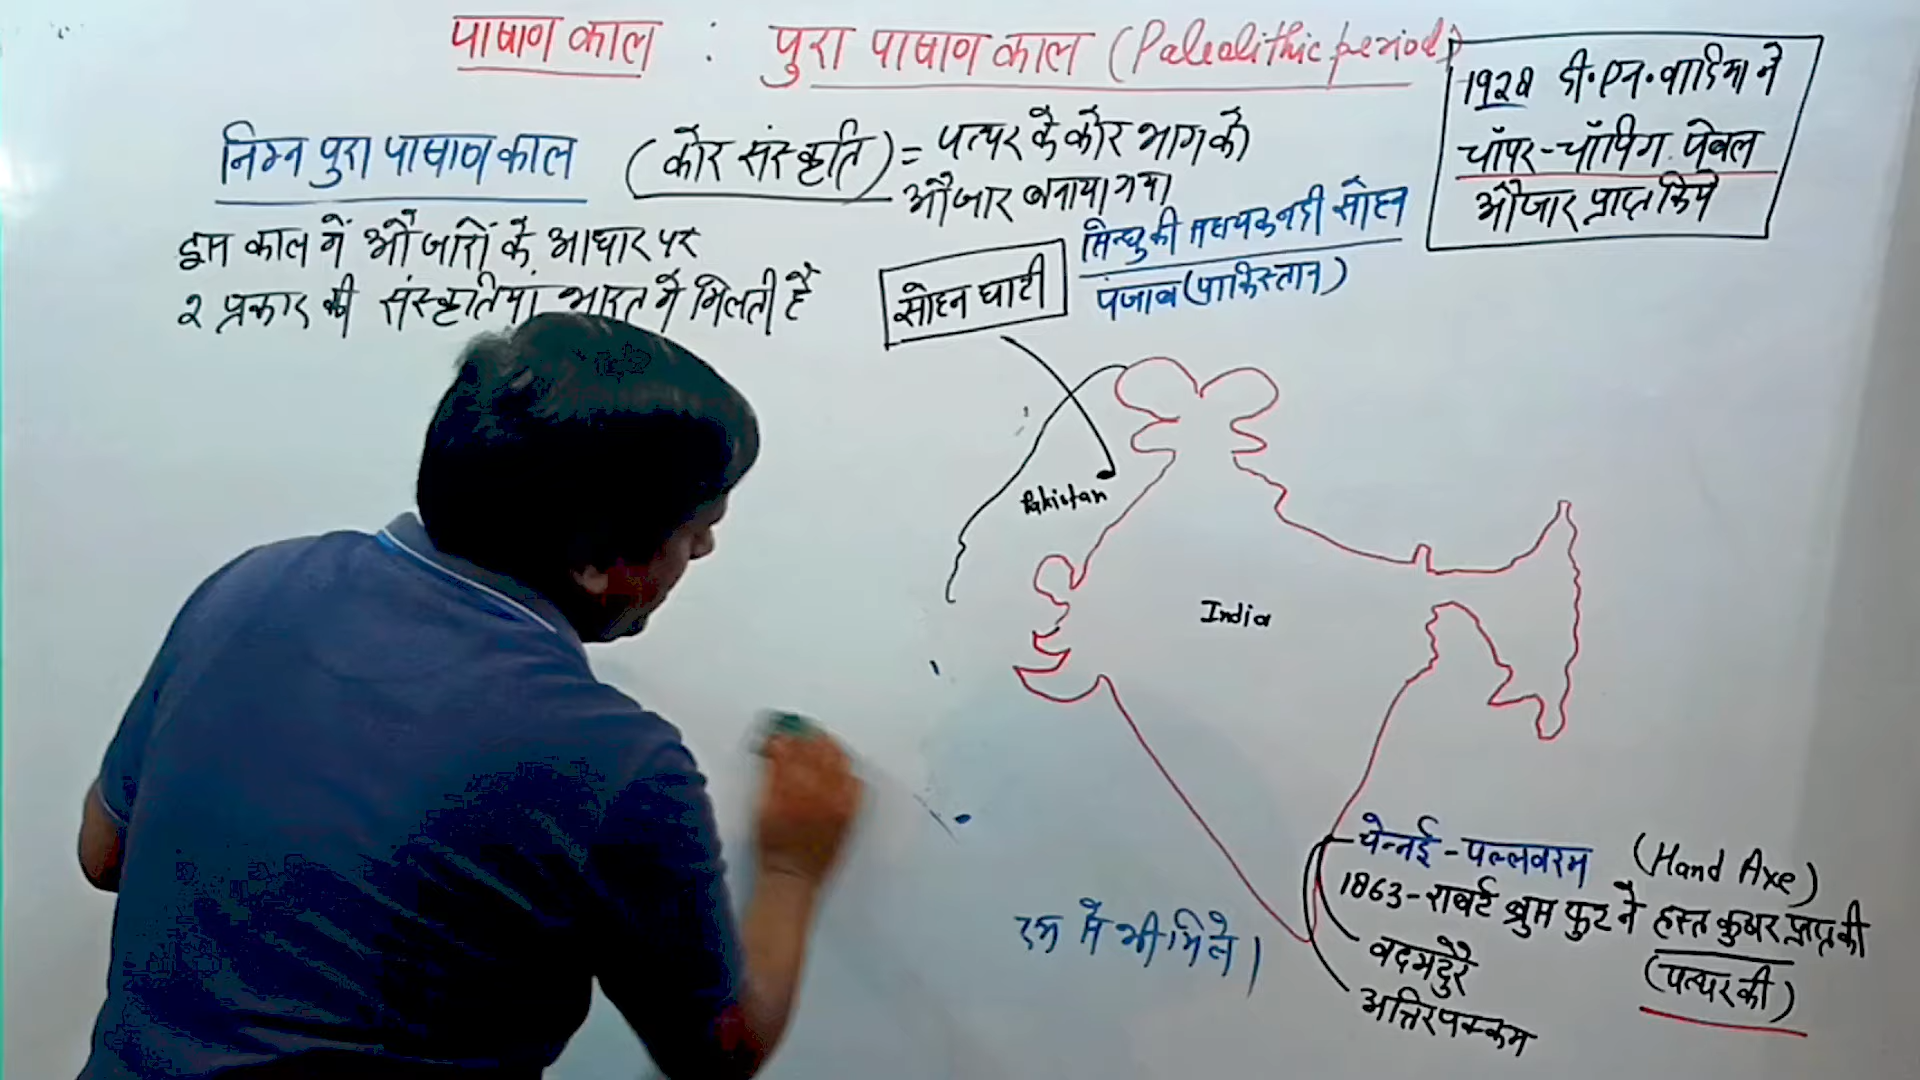 पाषाण काल : पुरा पाषाण काल (Palealithic period)
निम्न पुरा पाषाण काल (कोर संस्कृति) = पत्थर के कोर भाग को
औजार बनाया गया
इस काल में औजारों के आधार पर
२ प्रकार की संस्कृतियां भारत में मिलती है
1928 डी॰एन॰वाडिया ने
चॉपर-चॉपिंग पेबल
औजार प्राप्त किये
सोहन घाटी
सिन्धु की सहायक नदी सोहन
पंजाब (पाकिस्तान)
Pakistan
India
चेन्नई - पल्लवरम (Hand Axe)
1863 - राबर्ट ब्रुस फुट ने हस्त कुठार प्राप्त की
(पत्थर की)
वदमदुरै
अत्तिरपक्कम
में भी मिले।